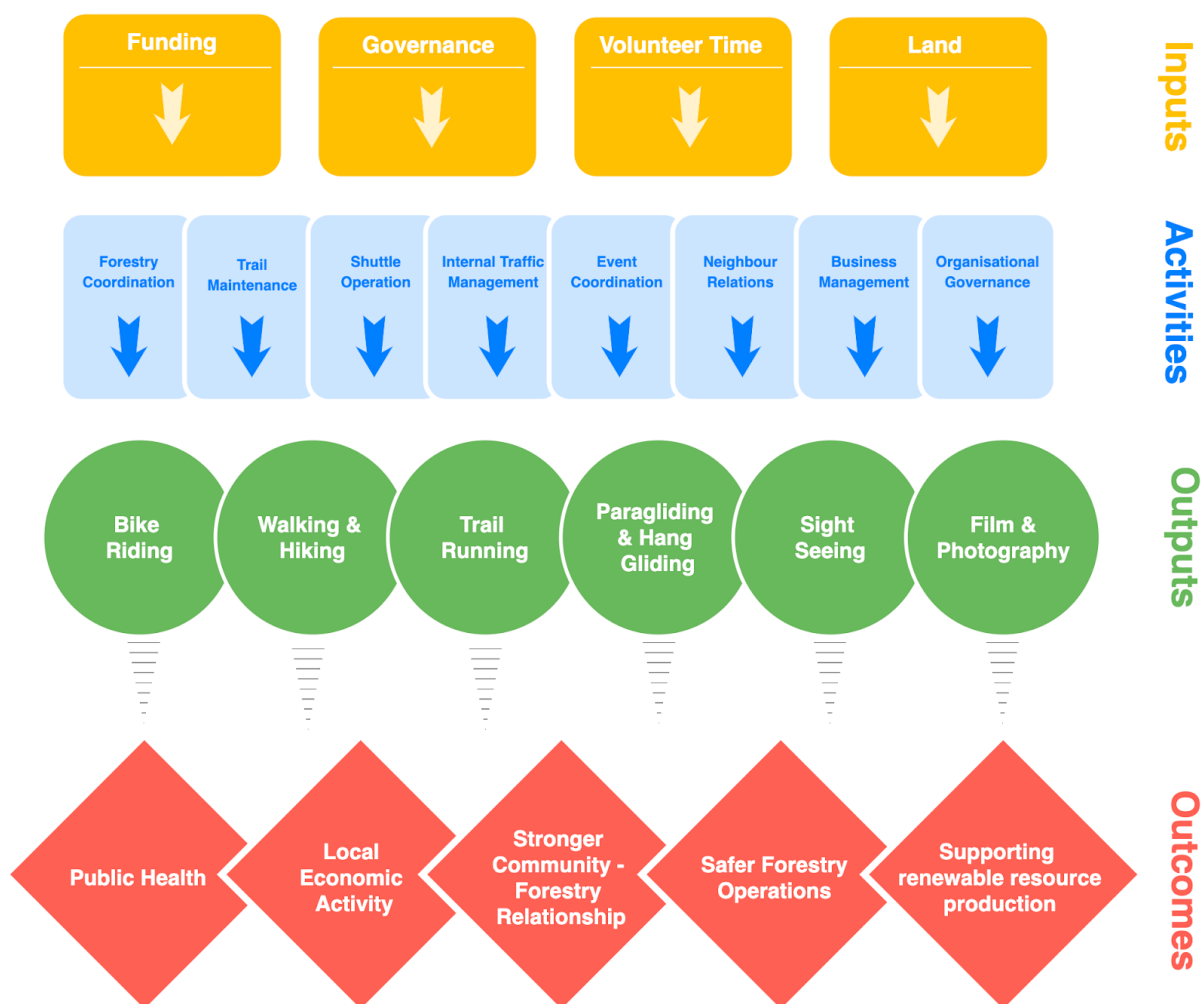 Funding
Governance
Volunteer Time
Land
Inputs
Forestry
Coordination
Trail
Maintenance
Shuttle
Operation
Internal Traffic
Management
Event
Coordination
Neighbour
Relations
Business
Management
Organisational
Governance
Activities
Bike
Riding
Walking &
Hiking
Trail
Running
Paragliding
& Hang
Gliding
Sight
Seeing
Film &
Photography
Outputs
Public Health
Local
Economic
Activity
Stronger
Community -
Forestry
Relationship
Safer Forestry
Operations
Supporting
renewable resource
production
Outcomes